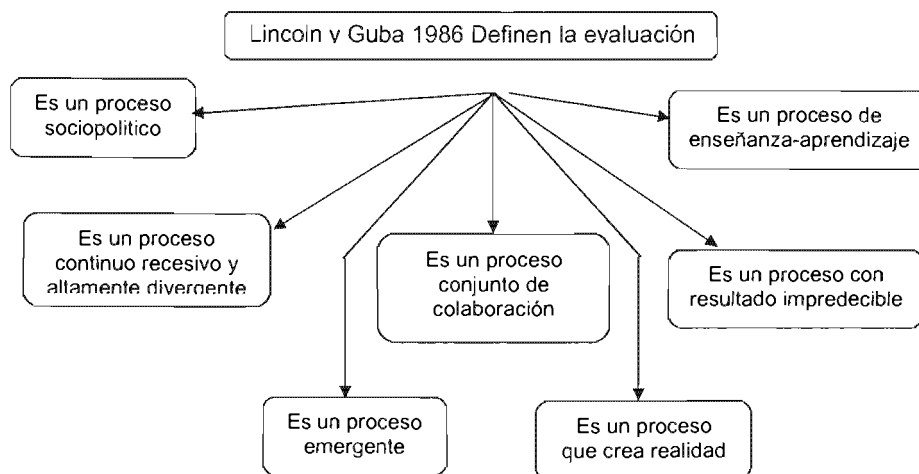 Lincoln y Guba 1986 Definen la evaluación
Es un proceso
sociopolitico
Es un proceso de
enseñanza-aprendizaje
Es un proceso
continuo recesivo y
altamente divergente
Es un proceso
conjunto de
colaboración
Es un proceso con
resultado impredecible
Es un proceso
emergente
Es un proceso
que crea realidad